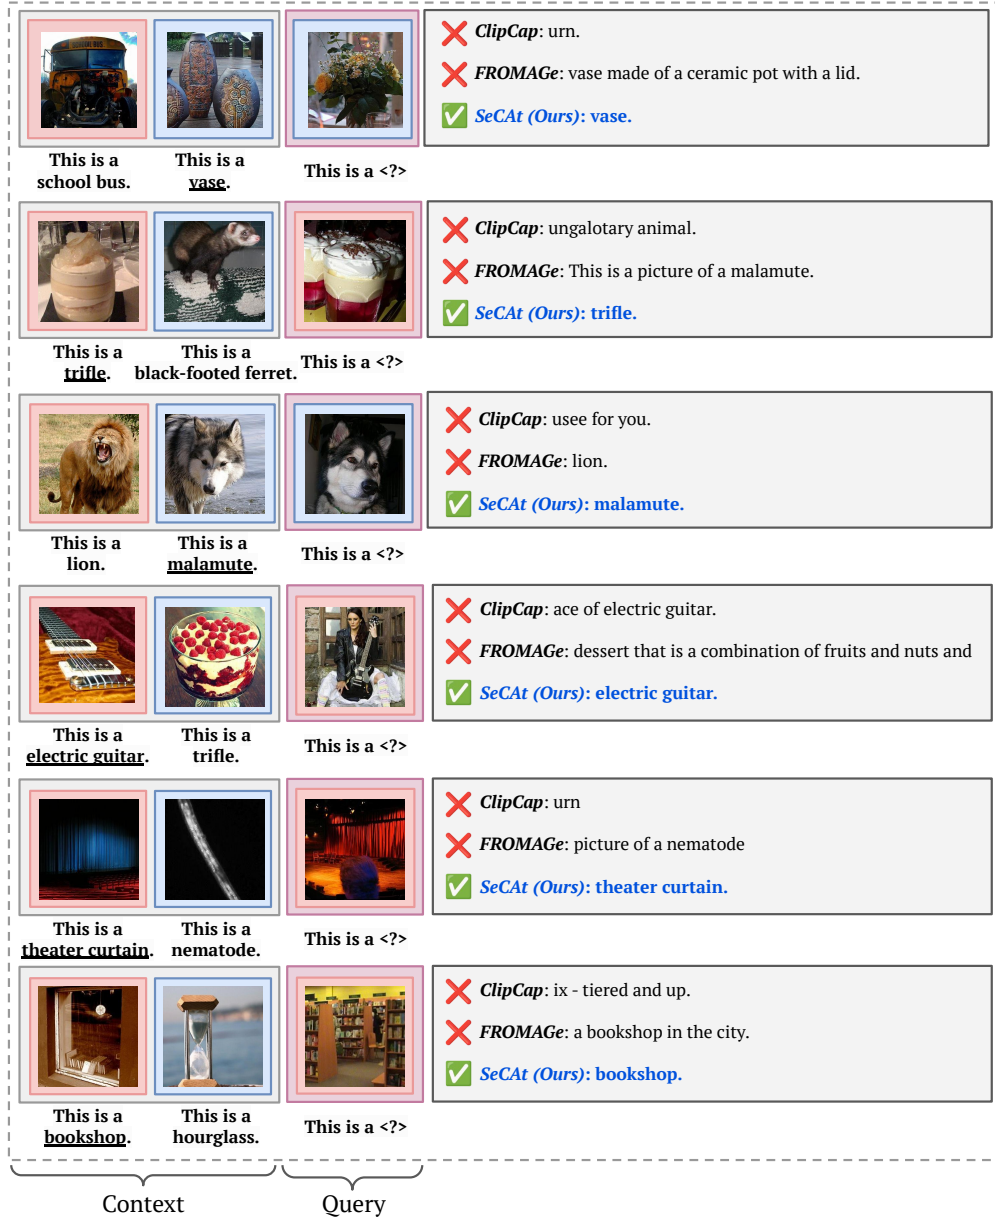 SCHOOL BUS
ClipCap: urn.
FROMAGe: vase made of a ceramic pot with a lid.
SeCAt (Ours): vase.
This is a
school bus.
This is a
vase.
This is a <?>
ClipCap: ungalotary animal.
FROMAGe: This is a picture of a malamute.
SeCAt (Ours): trifle.
This is a
trifle.
This is a
black-footed ferret.
This is a <?>
ClipCap: usee for you.
FROMAGe: lion.
SeCAt (Ours): malamute.
This is a
lion.
This is a
malamute.
This is a <?>
ClipCap: ace of electric guitar.
FROMAGe: dessert that is a combination of fruits and nuts and
SeCAt (Ours): electric guitar.
This is a
electric guitar.
This is a
trifle.
This is a <?>
ClipCap: urn
FROMAGe: picture of a nematode
SeCAt (Ours): theater curtain.
This is a
theater curtain.
This is a
nematode.
This is a <?>
ClipCap: ix - tiered and up.
FROMAGe: a bookshop in the city.
SeCAt (Ours): bookshop.
This is a
bookshop.
This is a
hourglass.
This is a <?>
Context
Query